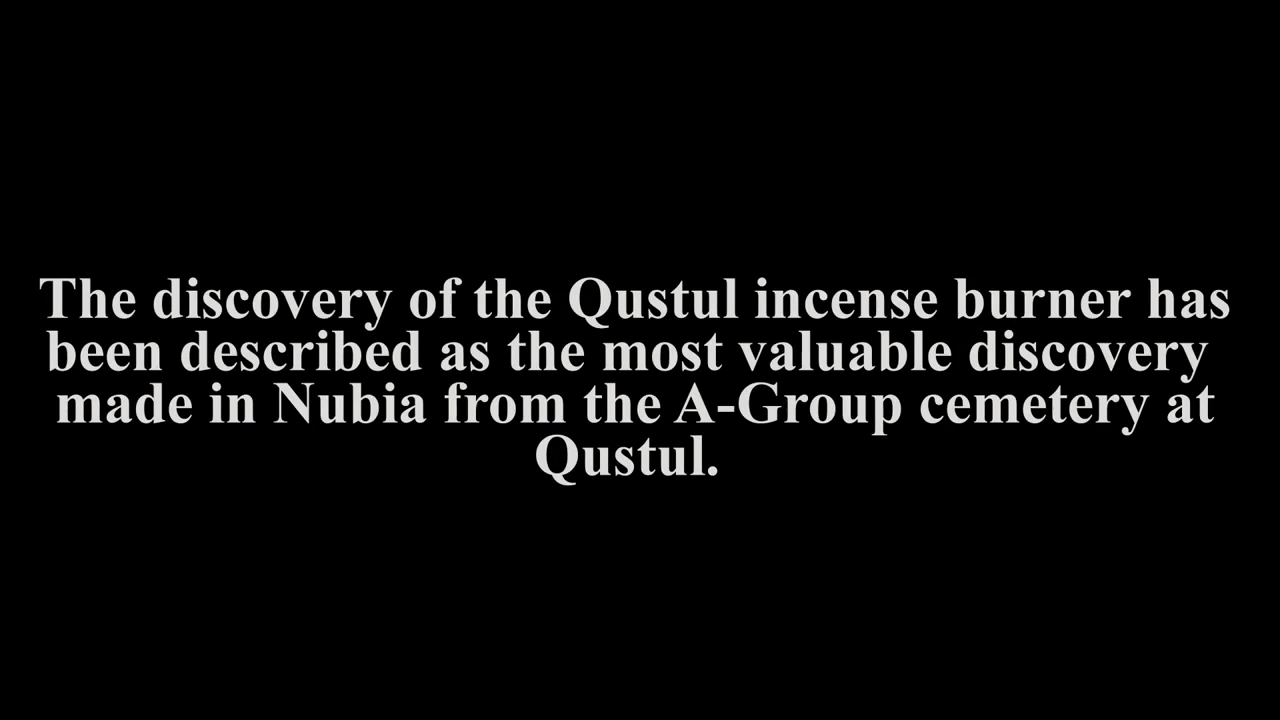 The discovery of the Qustul incense burner has
been described as the most valuable discovery
made in Nubia from the A-Group cemetery at
Qustul.